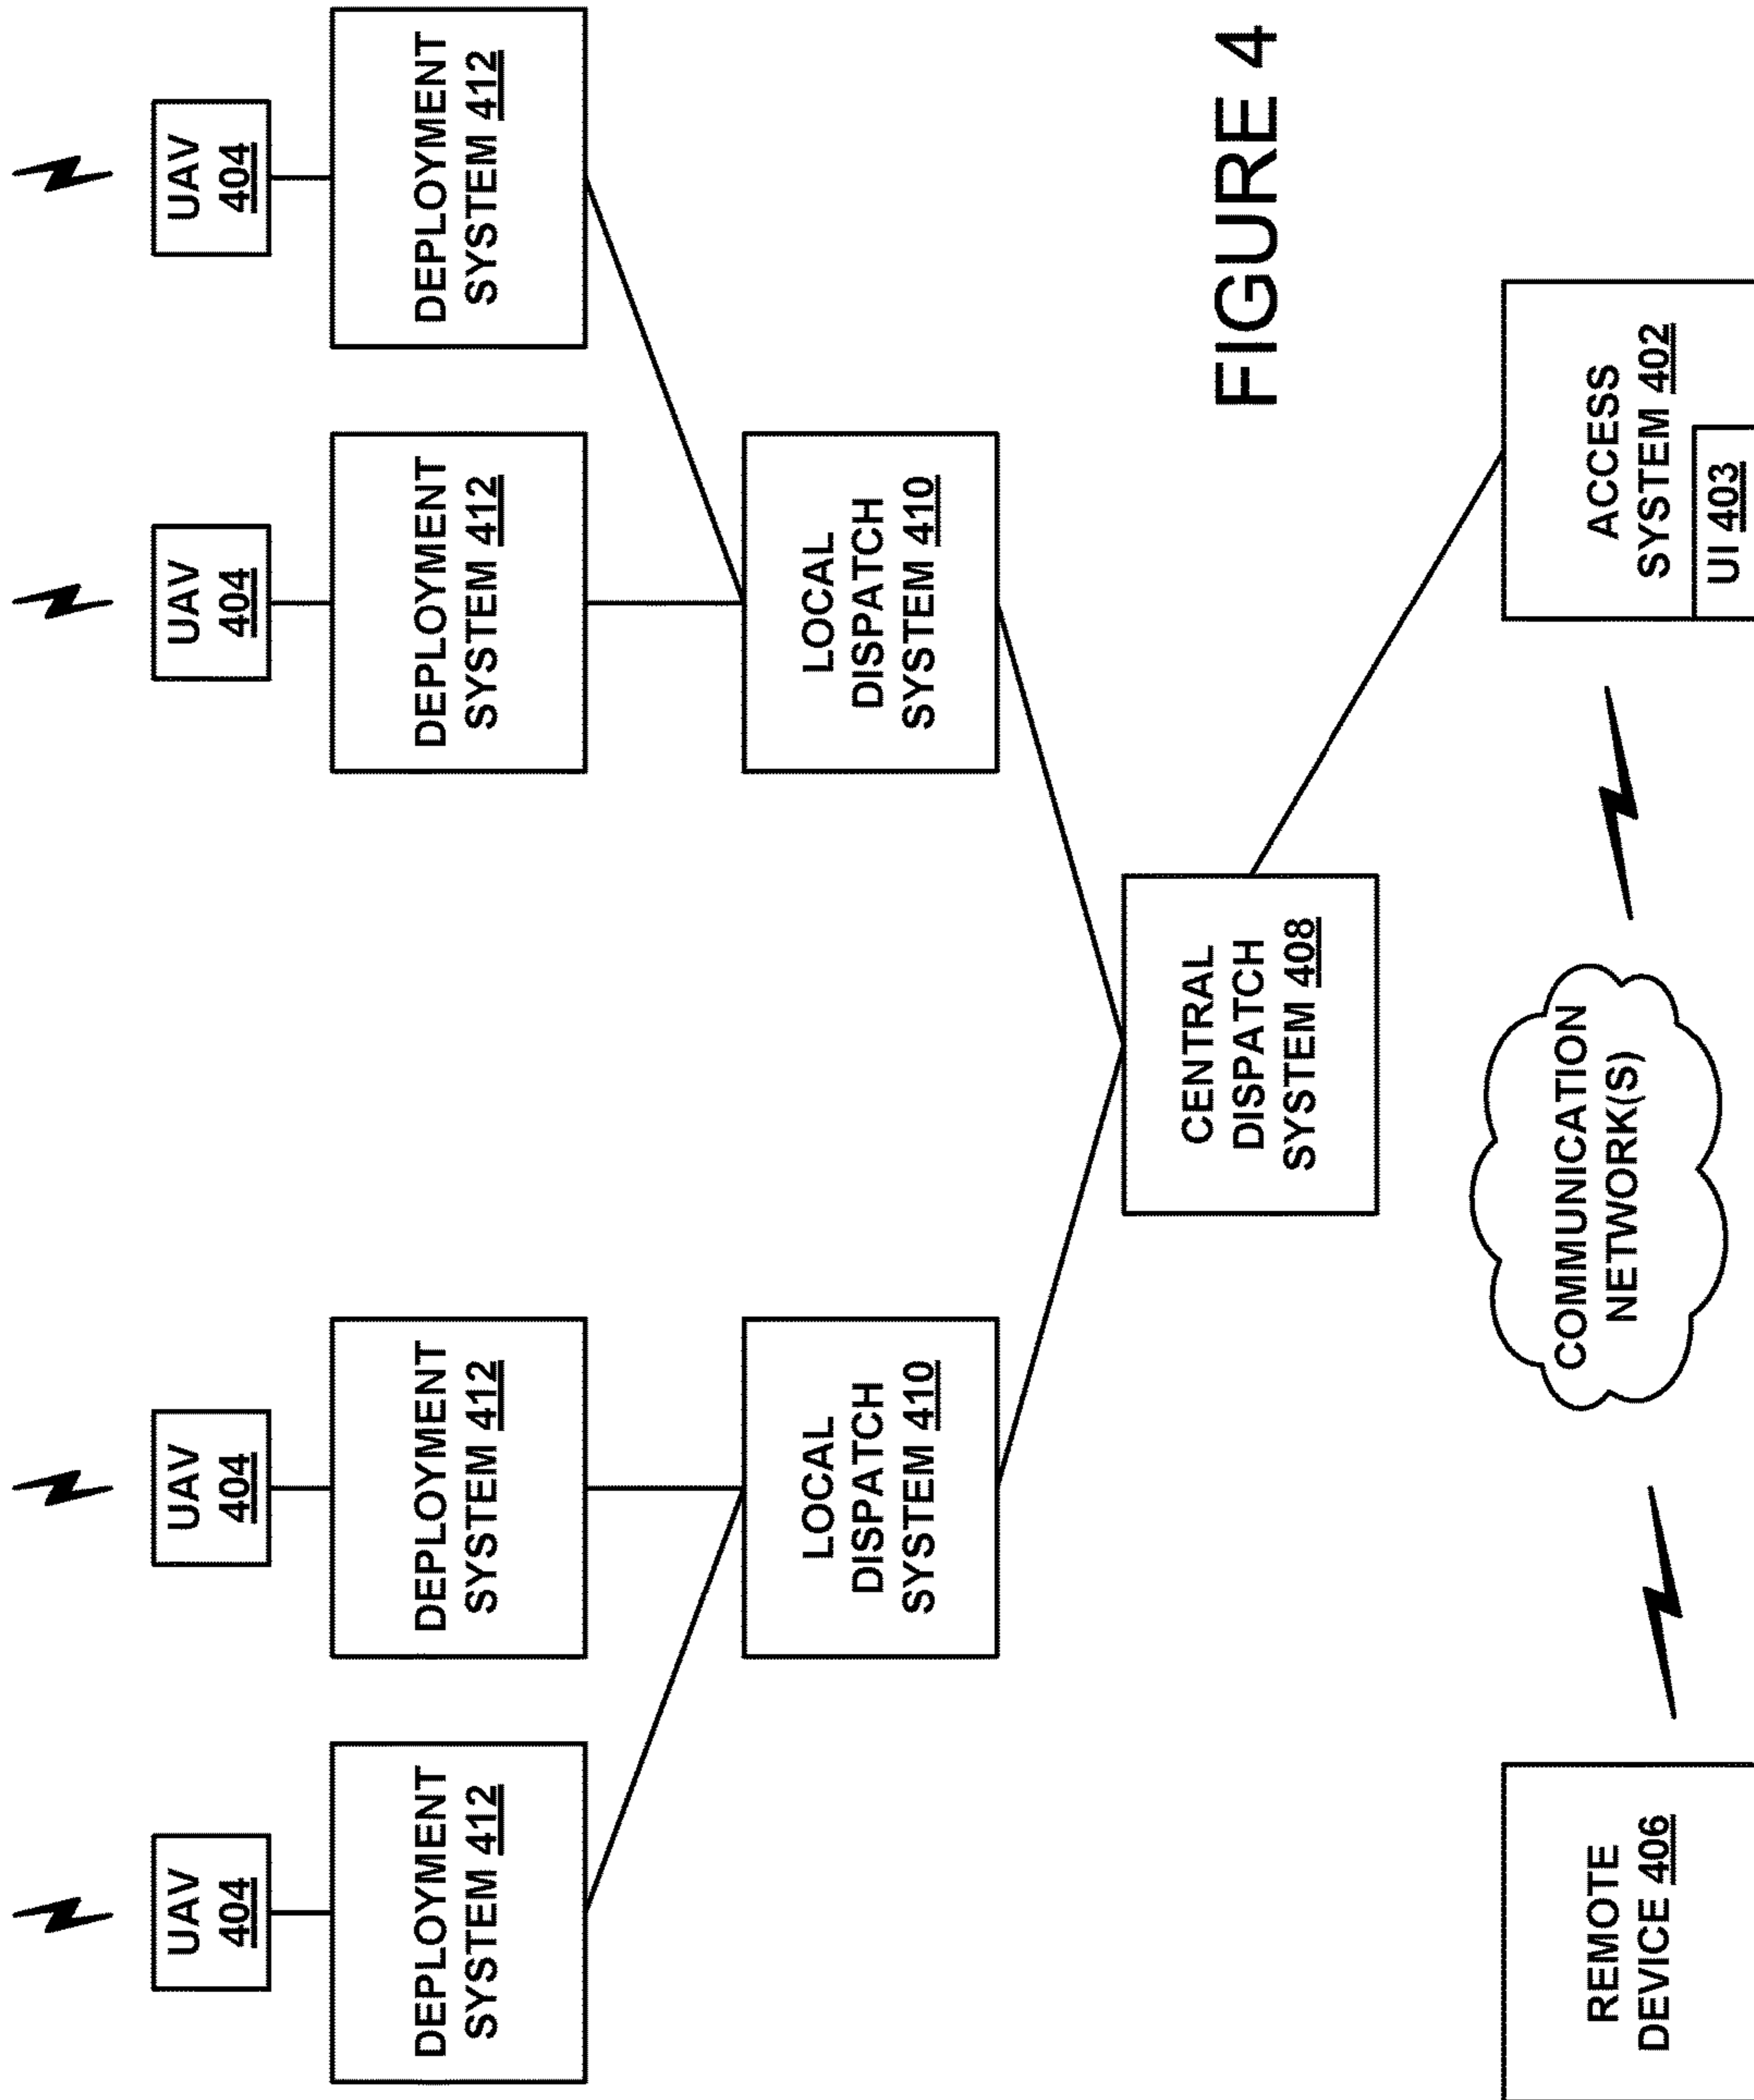 UAV
404
UAV
404
UAV
404
UAV
404
DEPLOYMENT
SYSTEM 412
DEPLOYMENT
SYSTEM 412
DEPLOYMENT
SYSTEM 412
DEPLOYMENT
SYSTEM 412
LOCAL
DISPATCH
SYSTEM 410
LOCAL
DISPATCH
SYSTEM 410
CENTRAL
DISPATCH
SYSTEM 408
FIGURE 4
REMOTE
DEVICE 406
COMMUNICATION
NETWORK(S)
ACCESS
SYSTEM 402
UI 403